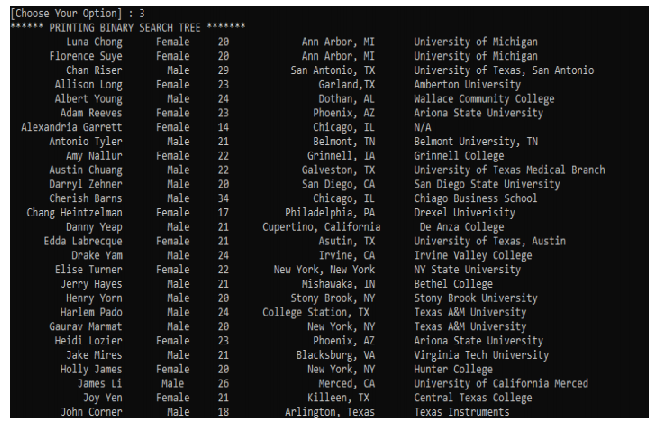 [Choose Your Option] : 3
****** PRINTING BINARY SEARCH TREE *******
Luna Chong Female 20 Ann Arbor, MI University of Michigan
Florence Suye Female 20 Ann Arbor, MI University of Michigan
Chan Riser Male 29 San Antonio, TX University of Texas, San Antonio
Allison Long Female 23 Garland,TX Amberton University
Albert Young Male 24 Dothan, AL Wallace Community College
Adam Reeves Female 23 Phoenix, AZ Ariona State University
Alexandria Garrett Female 14 Chicago, IL N/A
Antonio Tyler Male 21 Belmont, TN Belmont University, TN
Amy Nallur Female 22 Grinnell, IA Grinnell College
Austin Chuang Male 22 Galveston, TX University of Texas Medical Branch
Darryl Zehner Male 20 San Diego, CA San Diego State University
Cherish Barns Male 34 Chicago, IL Chiago Business School
Chang Heintzelman Female 17 Philadelphia, PA Drexel Univerisity
Danny Yeap Male 21 Cupertino, California De Anza College
Edda Labrecque Female 21 Asutin, TX University of Texas, Austin
Drake Yam Male 24 Irvine, CA Irvine Valley College
Elise Turner Female 22 New York, New York NY State University
Jerry Hayes Male 21 Mishawaka, IN Bethel College
Henry Yorn Male 20 Stony Brook, NY Stony Brook University
Harlem Pado Male 24 College Station, TX Texas A&M University
Gaurav Marmat Male 20 New York, NY Texas A&M University
Heidi Lozier Female 23 Phoenix, AZ Ariona State University
Jake Mires Male 21 Blacksburg, VA Virginia Tech University
Holly James Female 20 New York, NY Hunter College
James Li Male 26 Merced, CA University of California Merced
Joy Yen Female 21 Killeen, TX Central Texas College
John Corner Male 18 Arlington, Texas Texas Instruments